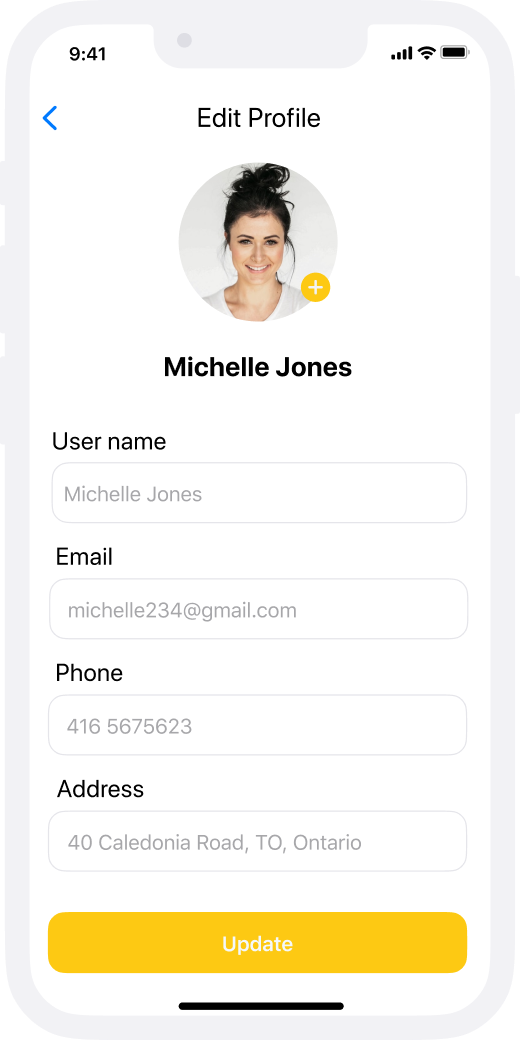 9:41
Edit Profile
Michelle Jones
User name
Michelle Jones
Email
michelle234@gmail.com
Phone
416 5675623
Address
40 Caledonia Road, TO, Ontario
Update